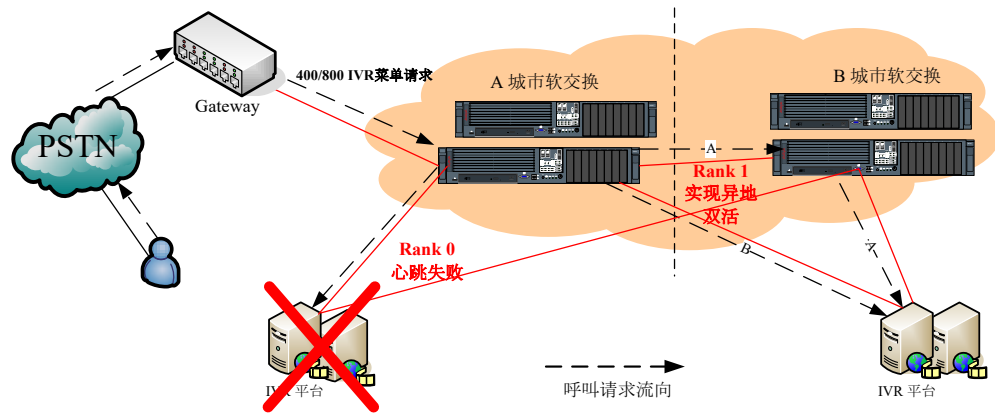 400/800 IVR菜单请求
Gateway
PSTN
A 城市软交换
B 城市软交换
A
Rank 1
实现异地
双活
Rank 0
心跳失败
B
A
IVR 平台
呼叫请求流向
IVR 平台